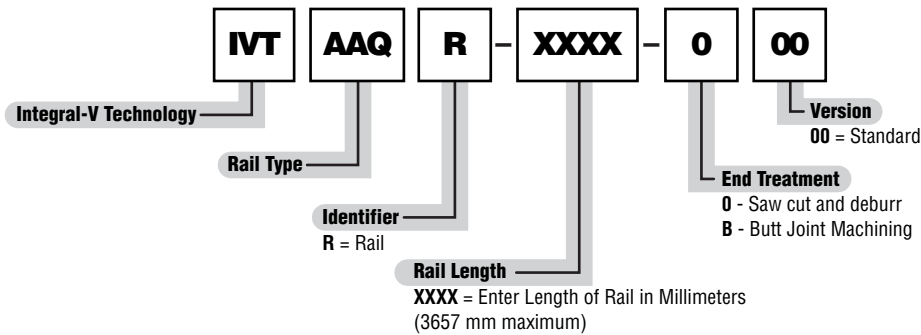 IVT AAQ R - XXXX - 0 00
Integral-V Technology
Version
00 = Standard
Rail Type
End Treatment
0 - Saw cut and deburr
B - Butt Joint Machining
Identifier
R = Rail
Rail Length
XXXX = Enter Length of Rail in Millimeters
(3657 mm maximum)